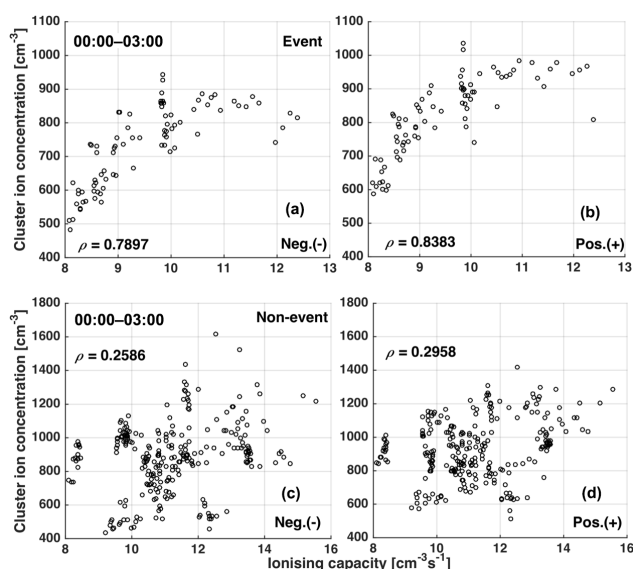 Cluster ion concentration [cm⁻³]
1100
1000
900
800
700
600
500
400
00:00–03:00
Event
(a)
ρ = 0.7897
Neg.(-)
8 9 10 11 12 13
1100
1000
900
800
700
600
500
400
(b)
ρ = 0.8383
Pos.(+)
8 9 10 11 12 13
Cluster ion concentration [cm⁻³]
1800
1600
1400
1200
1000
800
600
400
00:00–03:00
Non-event
ρ = 0.2586
(c)
Neg.(-)
8 10 12 14 16
1800
1600
1400
1200
1000
800
600
400
ρ = 0.2958
(d)
Pos.(+)
8 10 12 14 16
Ionising capacity [cm⁻³s⁻¹]